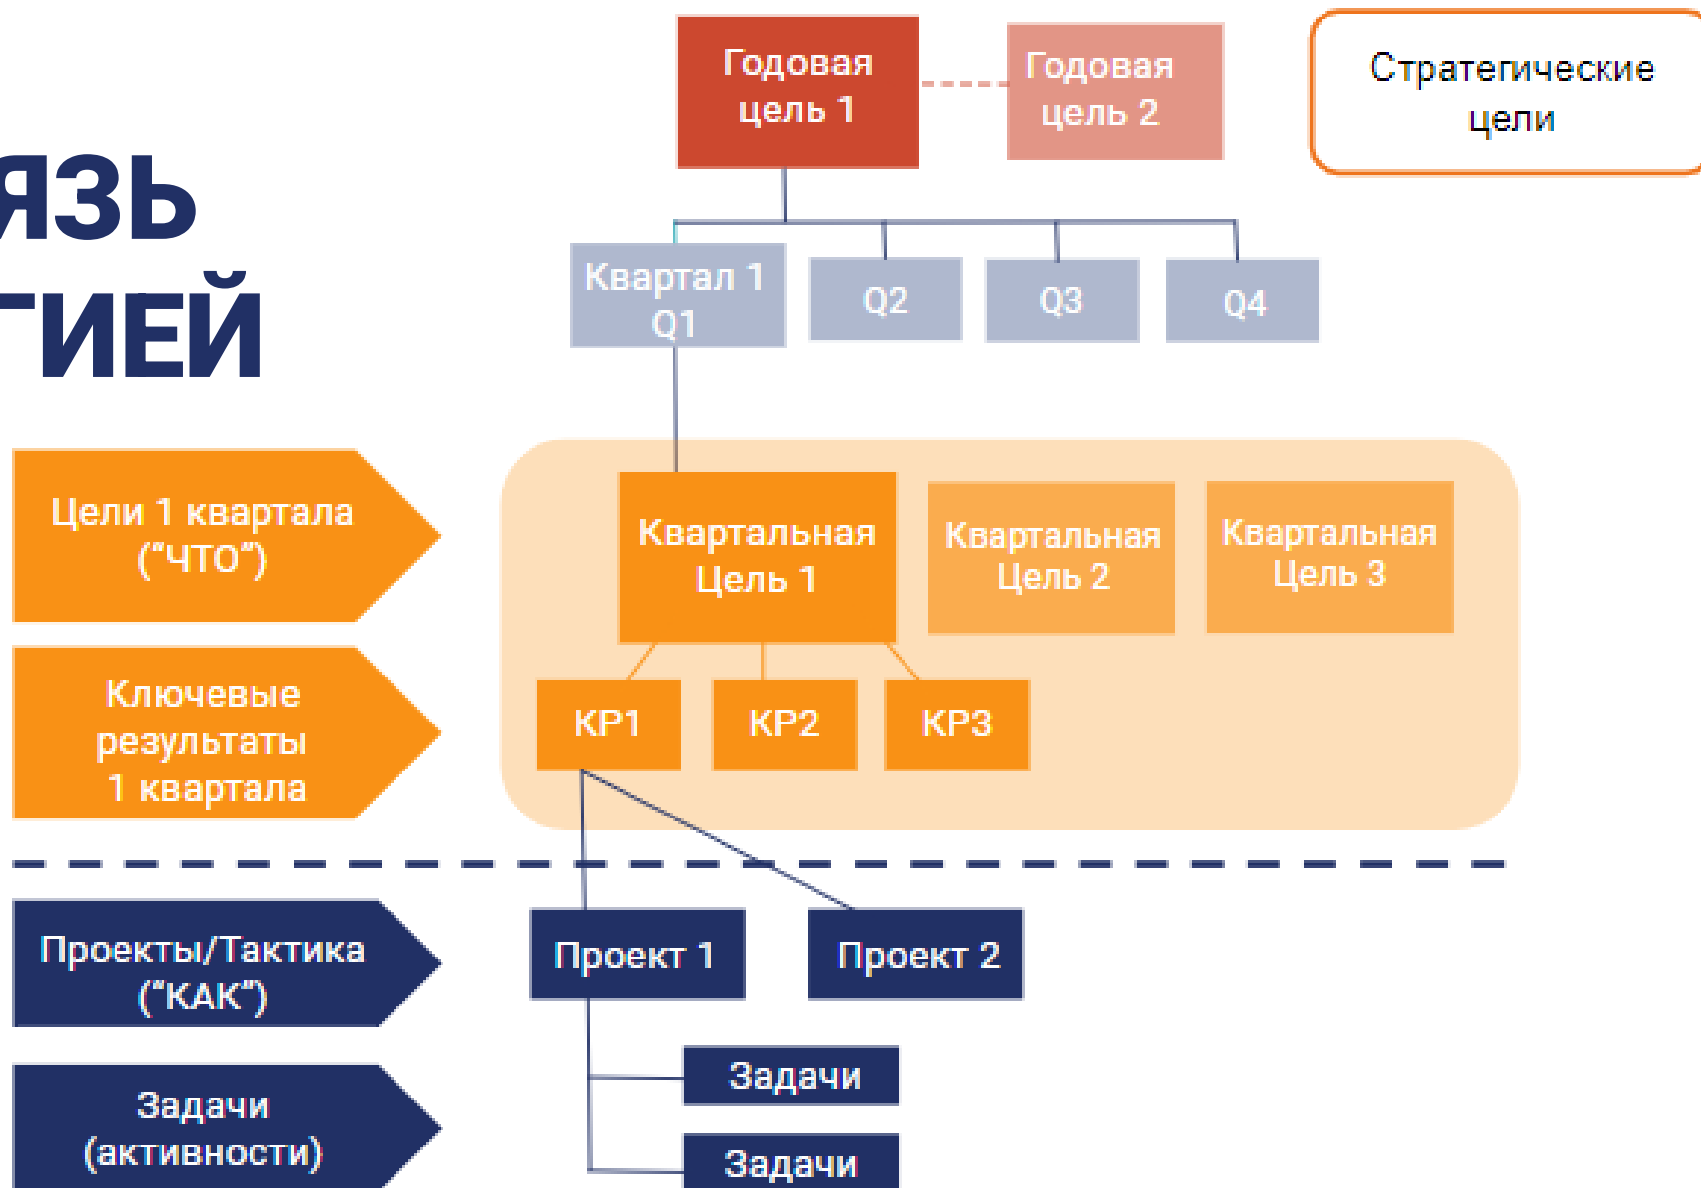 Годовая
цель 1
Годовая
цель 2
Стратегические
цели
ЯЗЬ
ГИЕЙ
Квартал 1
Q1
Q2
Q3
Q4
Цели 1 квартала
(“ЧТО”)
Квартальная
Цель 1
Квартальная
Цель 2
Квартальная
Цель 3
Ключевые
результаты
1 квартала
КР1
КР2
КР3
Проекты/Тактика
(“КАК”)
Проект 1
Проект 2
Задачи
(активности)
Задачи
Задачи